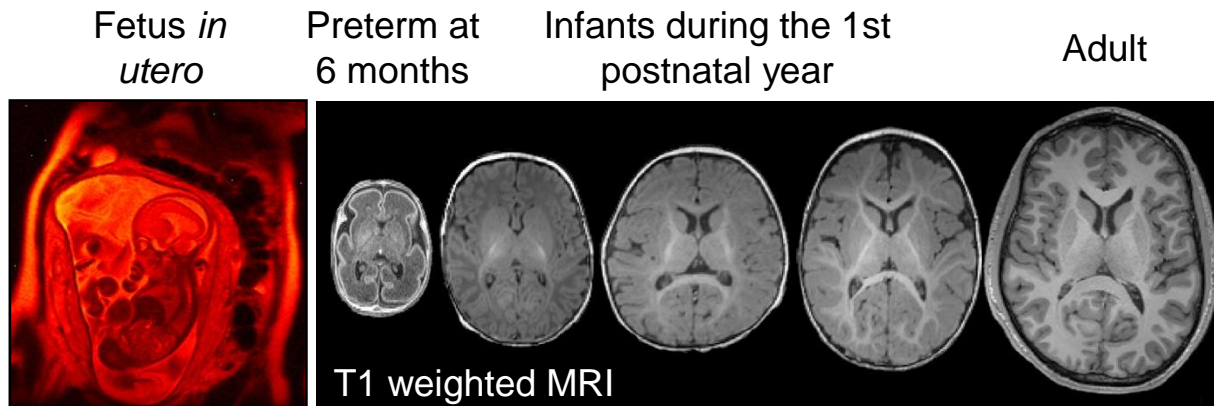 Fetus in
utero
Preterm at
6 months
Infants during the 1st
postnatal year
Adult
T1 weighted MRI